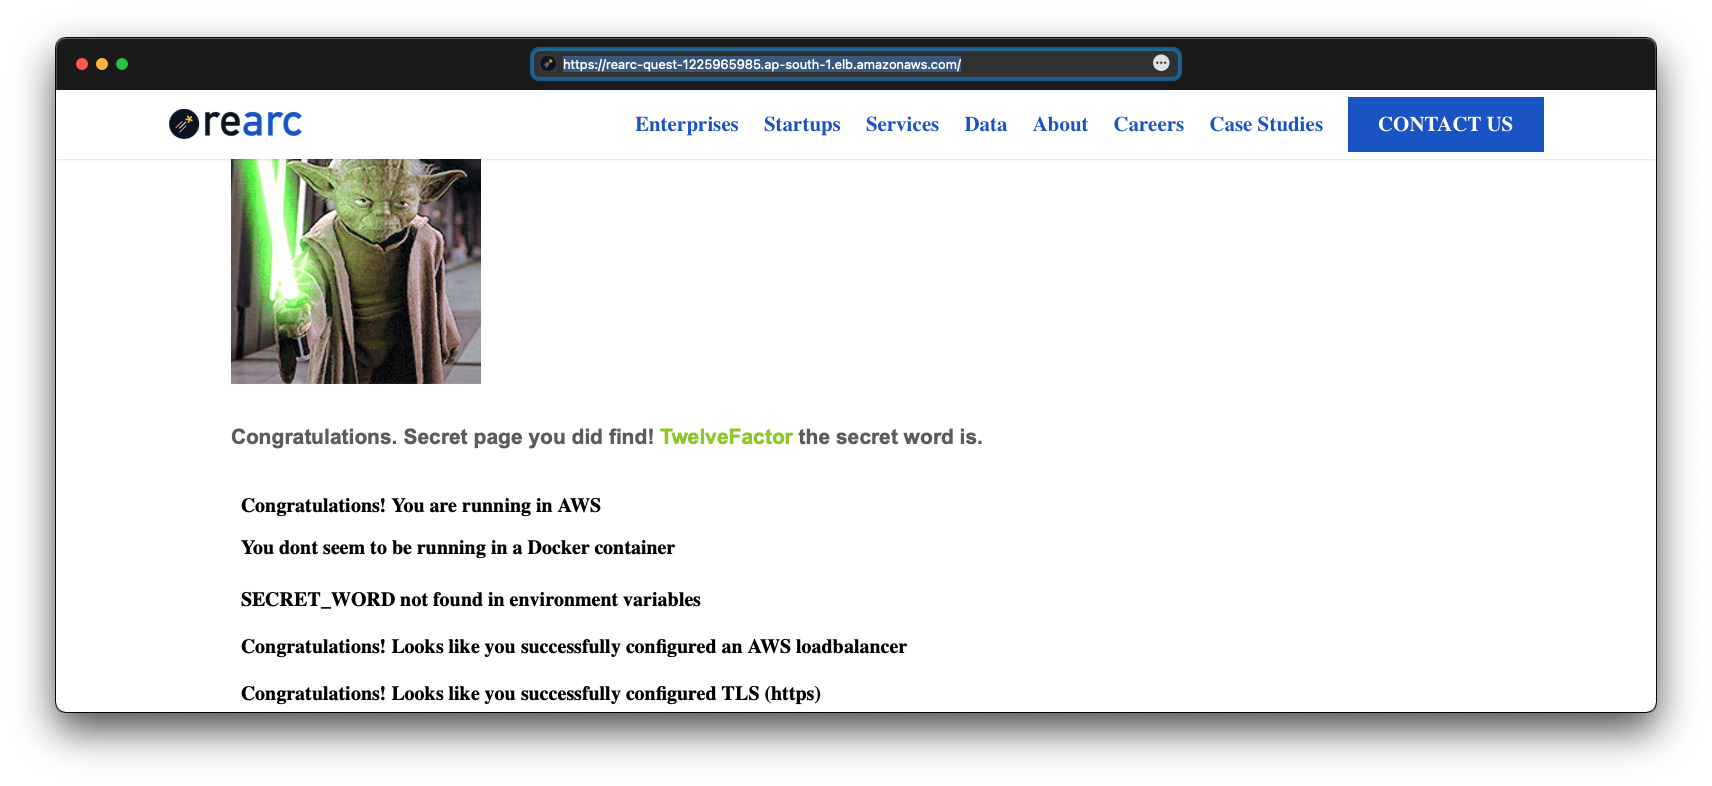 https://rearc-quest-1225965985.ap-south-1.elb.amazonaws.com/
rearc
Enterprises Startups Services Data About Careers Case Studies CONTACT US
Congratulations. Secret page you did find! TwelveFactor the secret word is.
Congratulations! You are running in AWS
You dont seem to be running in a Docker container
SECRET_WORD not found in environment variables
Congratulations! Looks like you successfully configured an AWS loadbalancer
Congratulations! Looks like you successfully configured TLS (https)